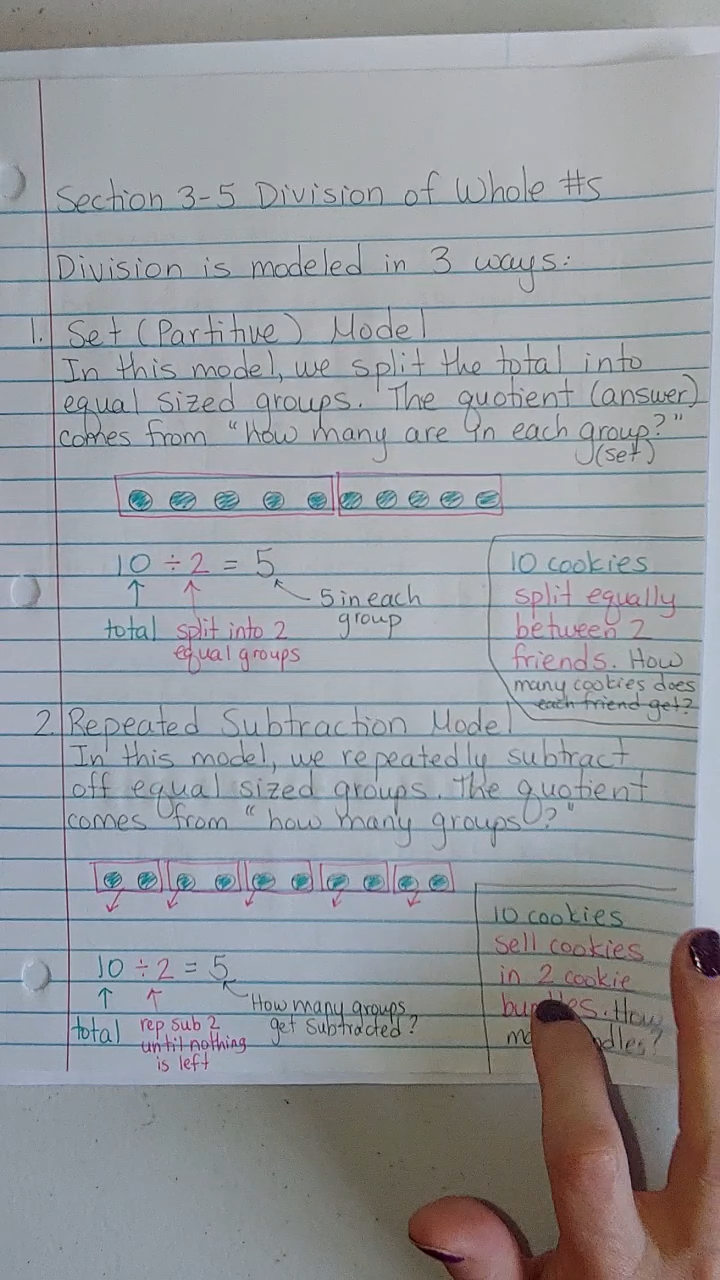 Section 3-5 Division of Whole #s
Division is modeled in 3 ways:
1. Set (Partitive) Model
In this model, we split the total into
equal sized groups. The quotient (answer)
comes from "how many are in each group?"
(set)
10 ÷ 2 = 5
5 in each
group
total split into 2
equal groups
10 cookies
split equally
between 2
friends. How
many cookies does
each friend get?
2. Repeated Subtraction Model
In this model, we repeatedly subtract
off equal sized groups. The quotient
comes from "how many groups?"
10 ÷ 2 = 5
How many groups
get subtracted?
total rep sub 2
until nothing
is left
10 cookies
sell cookies
in 2 cookie
How